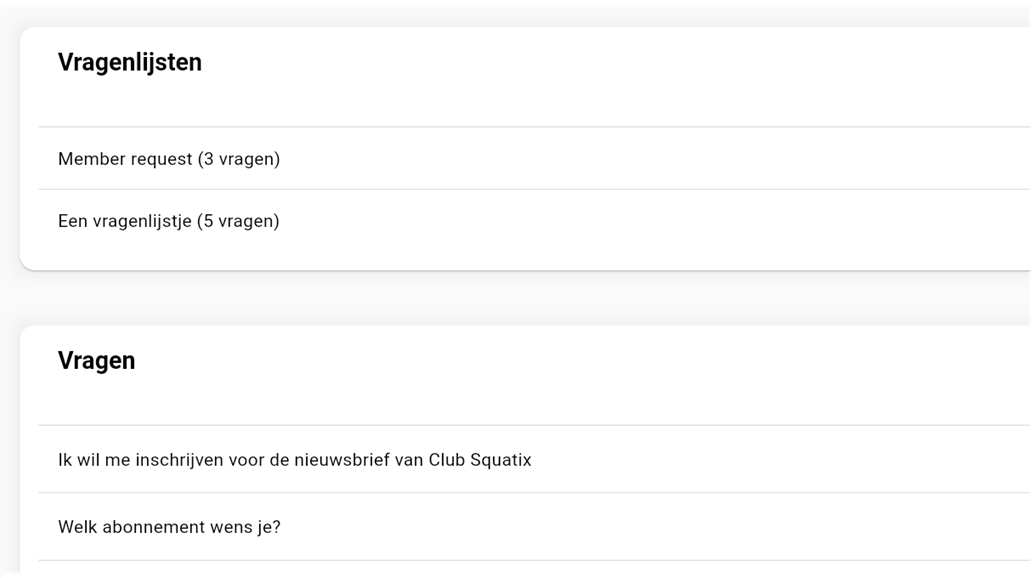 Vragenlijsten
Member request (3 vragen)
Een vragenlijstje (5 vragen)
Vragen
Ik wil me inschrijven voor de nieuwsbrief van Club Squatix
Welk abonnement wens je?